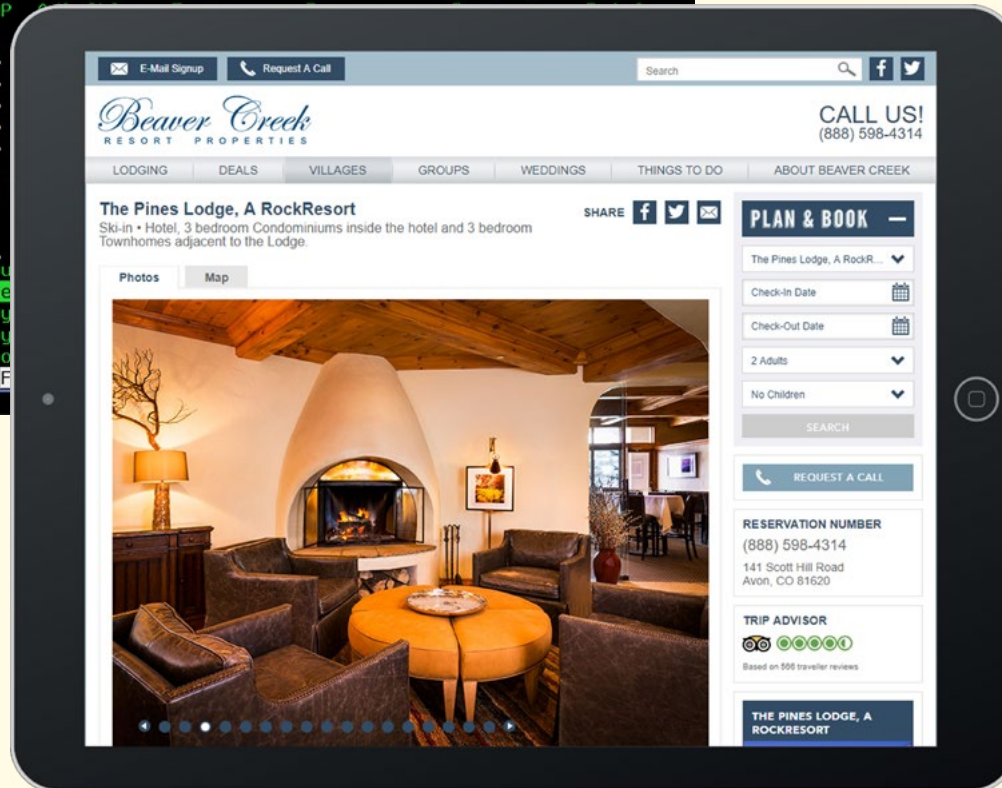 E-Mail Signup
Request A Call
Search
Beaver Creek
RESORT PROPERTIES
CALL US!
(888) 598-4314
LODGING DEALS VILLAGES GROUPS WEDDINGS THINGS TO DO ABOUT BEAVER CREEK
The Pines Lodge, A RockResort
Ski-in • Hotel, 3 bedroom Condominiums inside the hotel and 3 bedroom
Townhomes adjacent to the Lodge.
SHARE
Photos Map
PLAN & BOOK
The Pines Lodge, A RockR...
Check-In Date
Check-Out Date
2 Adults
No Children
SEARCH
REQUEST A CALL
RESERVATION NUMBER
(888) 598-4314
141 Scott Hill Road
Avon, CO 81620
TRIP ADVISOR
Based on 566 traveller reviews
THE PINES LODGE, A
ROCKRESORT